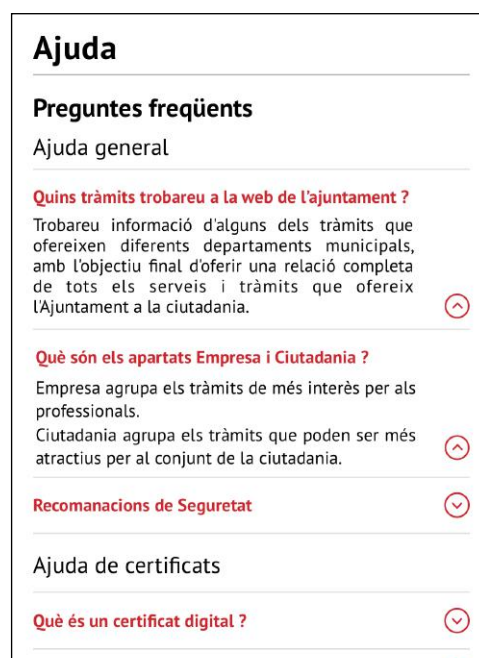 Ajuda
Preguntes freqüents
Ajuda general
Quins tràmits trobareu a la web de l'ajuntament ?
Trobareu informació d'alguns dels tràmits que
ofereixen diferents departaments municipals,
amb l'objectiu final d'oferir una relació completa
de tots els serveis i tràmits que ofereix
l'Ajuntament a la ciutadania.
Què són els apartats Empresa i Ciutadania ?
Empresa agrupa els tràmits de més interès per als
professionals.
Ciutadania agrupa els tràmits que poden ser més
atractius per al conjunt de la ciutadania.
Recomanacions de Seguretat
Ajuda de certificats
Què és un certificat digital ?